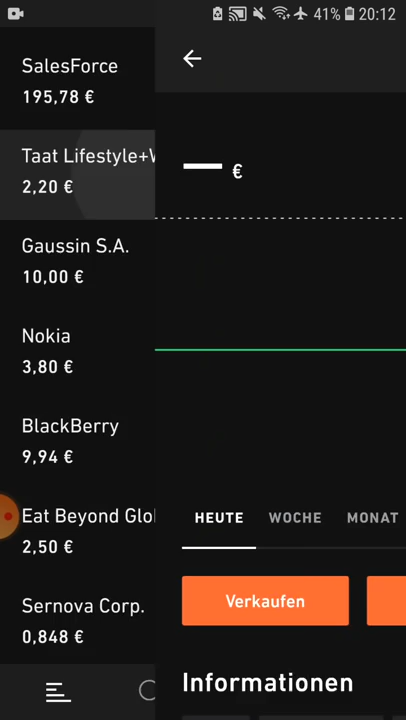 41% 20:12
SalesForce
195,78 €
Taat Lifestyle+
2,20 €
Gaussin S.A.
10,00 €
Nokia
3,80 €
BlackBerry
9,94 €
Eat Beyond Glo
2,50 €
Sernova Corp.
0,848 €
— €
HEUTE WOCHE MONAT
Verkaufen
Informationen